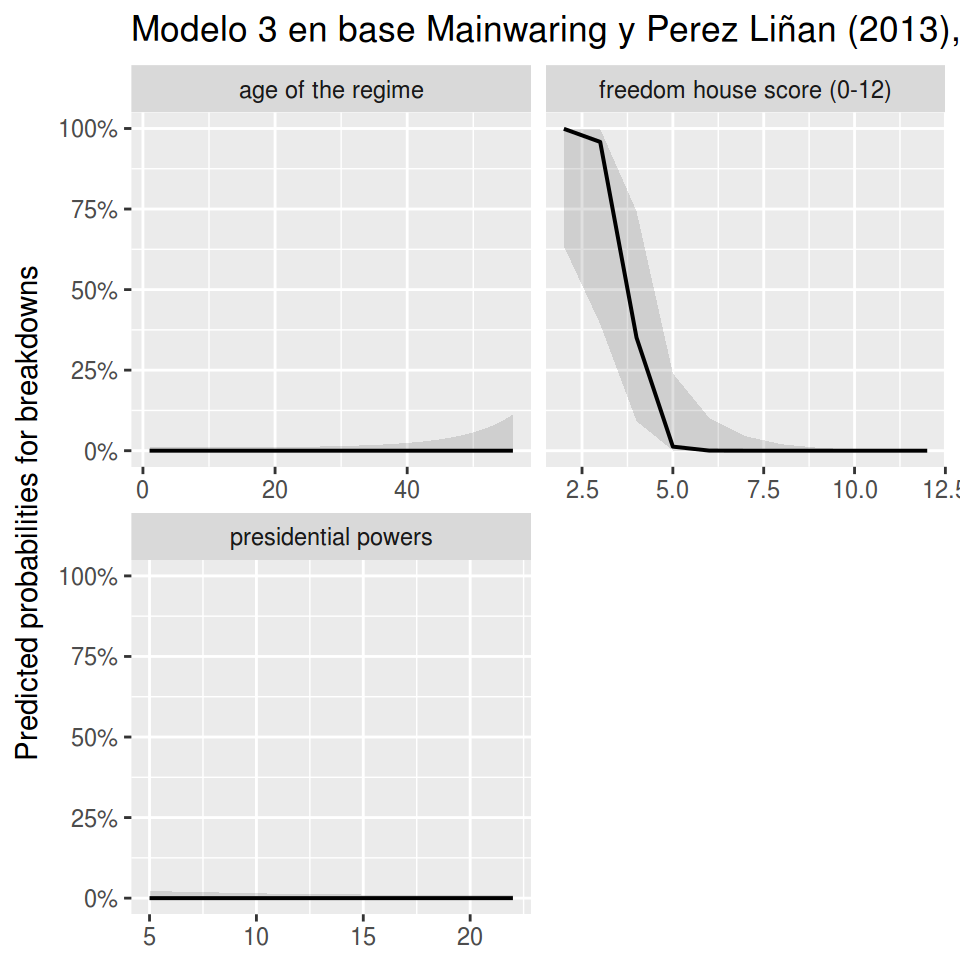 Modelo 3 en base Mainwaring y Perez Liñan (2013),
age of the regime
freedom house score (0-12)
Predicted probabilities for breakdowns
100%
75%
50%
25%
0%
0 20 40
2.5 5.0 7.5 10.0 12.5
presidential powers
100%
75%
50%
25%
0%
5 10 15 20